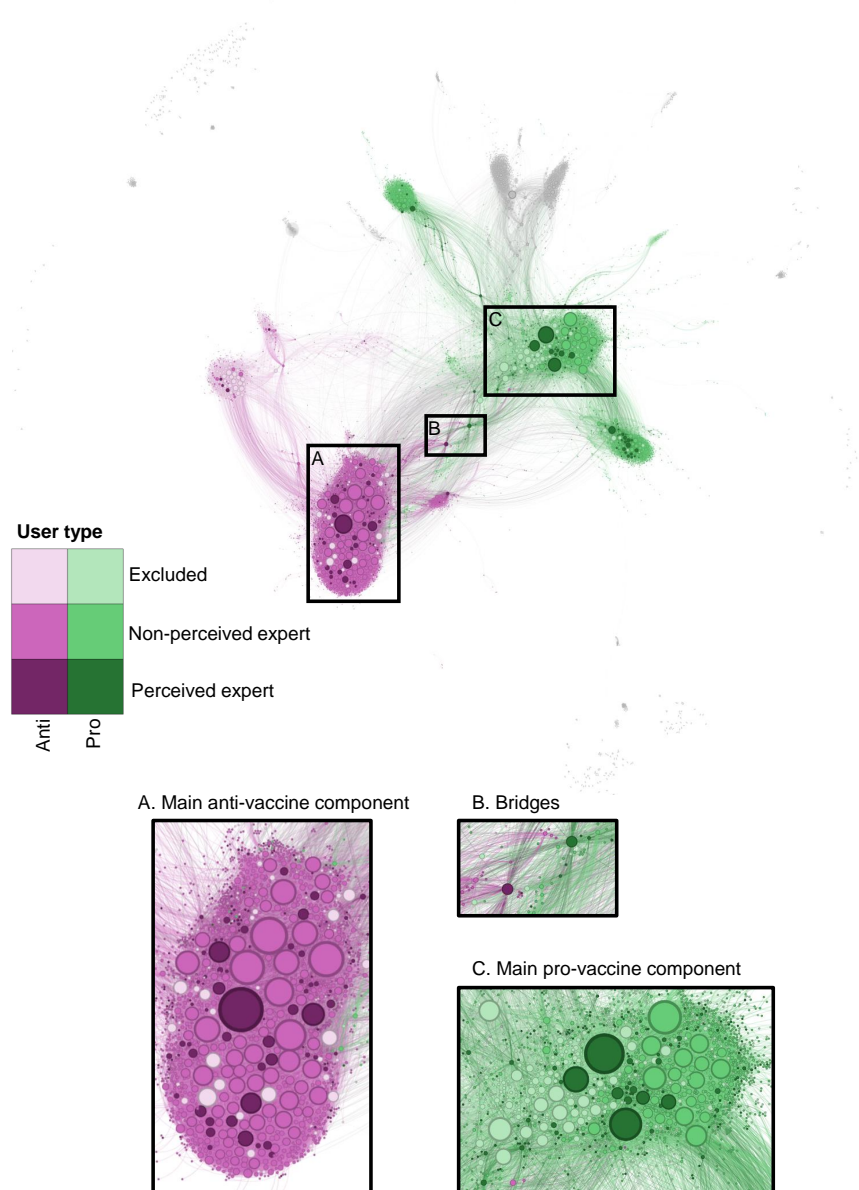 C
B
A
User type
Excluded
Non-perceived expert
Perceived expert
Anti
Pro
A. Main anti-vaccine component
B. Bridges
C. Main pro-vaccine component